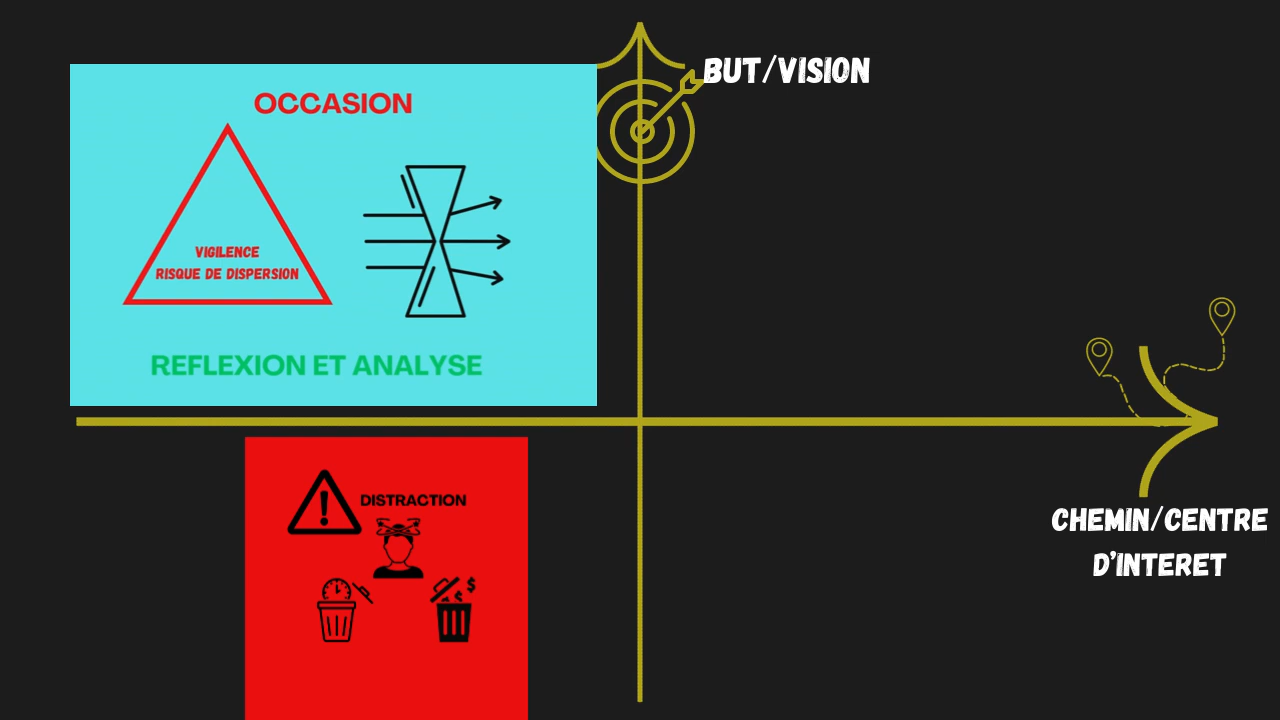 BUT/VISION
OCCASION
VIGILENCE
RISQUE DE DISPERSION
REFLEXION ET ANALYSE
DISTRACTION
CHEMIN/CENTRE
D'INTERET